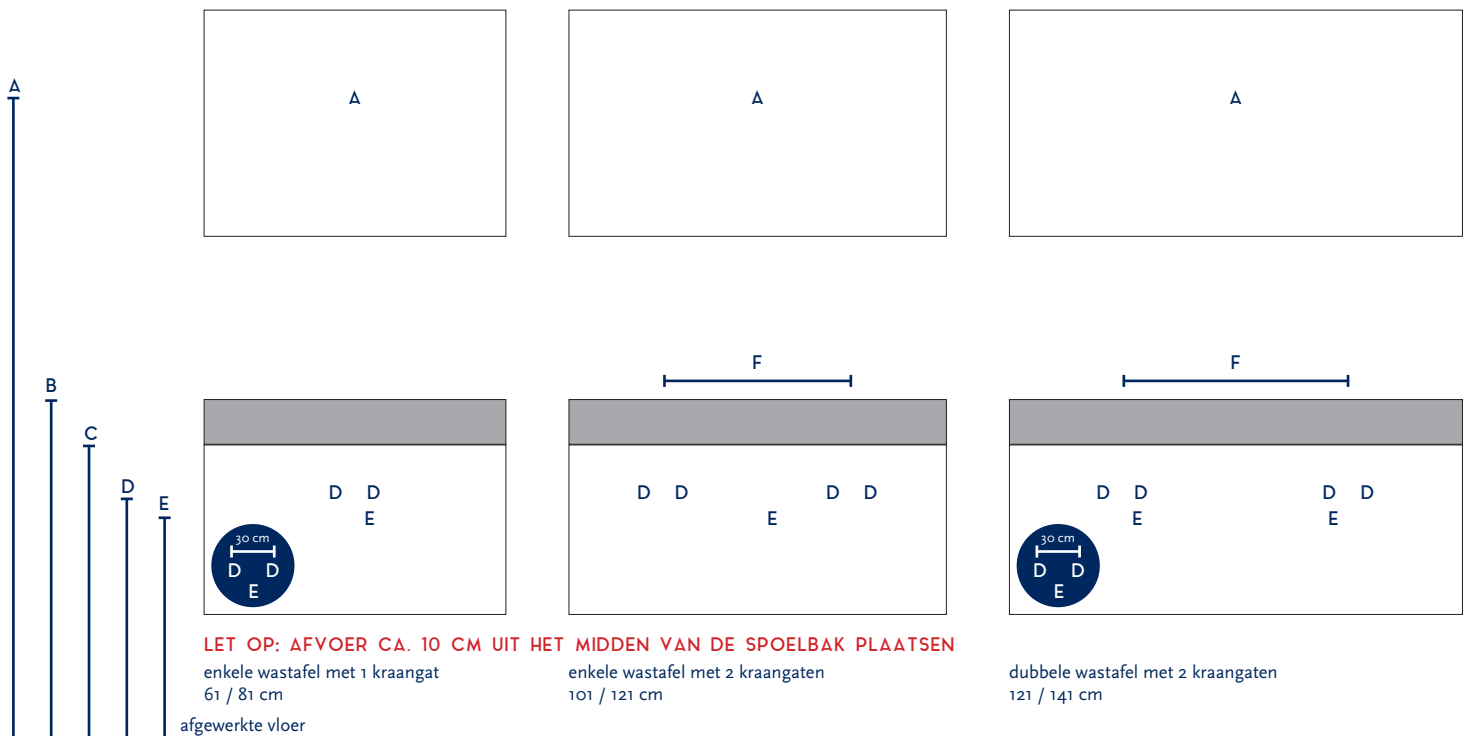 A
A
A
A
B
C
D
E
F
F
D D
E
D D
D D
E
D D
E
D D
E
30 cm
D D
E
30 cm
D D
E
LET OP: AFVOER CA. 10 CM UIT HET MIDDEN VAN DE SPOELBAK PLAATSEN
enkele wastafel met 1 kraangat
61 / 81 cm
enkele wastafel met 2 kraangaten
101 / 121 cm
dubbele wastafel met 2 kraangaten
121 / 141 cm
afgewerkte vloer